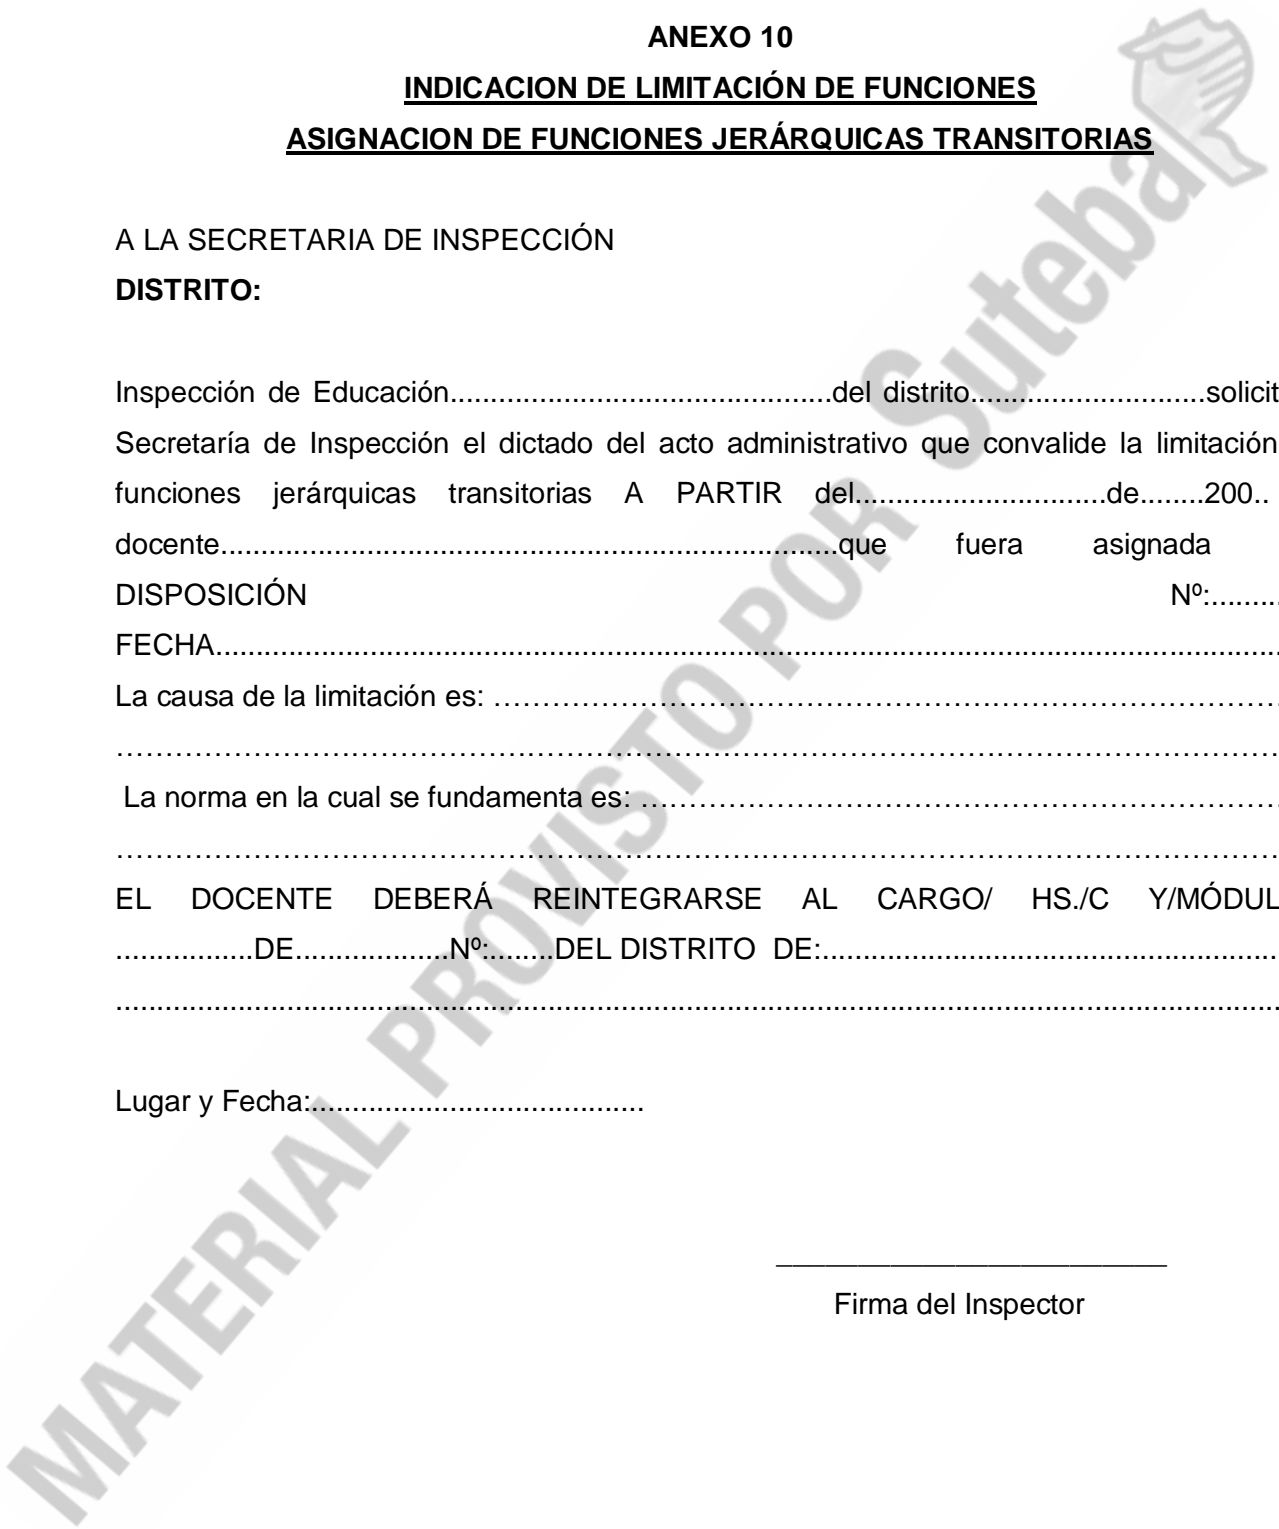 ANEXO 10
INDICACION DE LIMITACIÓN DE FUNCIONES
ASIGNACION DE FUNCIONES JERÁRQUICAS TRANSITORIAS
A LA SECRETARIA DE INSPECCIÓN
DISTRITO:
Inspección de Educación...............................................del distrito.............................solicit
Secretaría de Inspección el dictado del acto administrativo que convalide la limitación
funciones jerárquicas transitorias A PARTIR del...............................de........200..
docente............................................................................que fuera asignada
DISPOSICIÓN Nº:.........
FECHA....................................................................................................................................
La causa de la limitación es: ………………………………………………………………………
…………………………………………………………………………………………………………
La norma en la cual se fundamenta es: …………………………………………………………
…………………………………………………………………………………………………………
EL DOCENTE DEBERÁ REINTEGRARSE AL CARGO/ HS./C Y/MÓDUL
.................DE...................Nº:........DEL DISTRITO DE:........................................................
................................................................................................................................................
Lugar y Fecha:.........................................
________________________
Firma del Inspector
MATERIAL PROVISTO POR Suteba